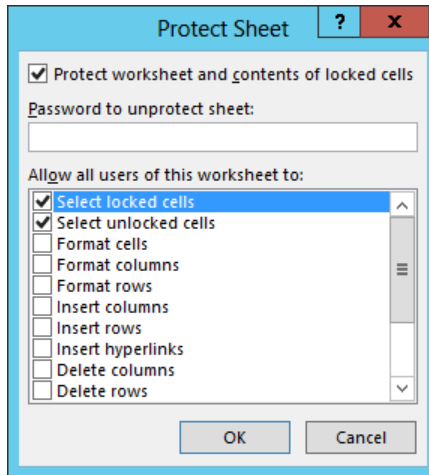 Protect Sheet
?
x
Protect worksheet and contents of locked cells
Password to unprotect sheet:
Allow all users of this worksheet to:
Select locked cells
Select unlocked cells
Format cells
Format columns
Format rows
Insert columns
Insert rows
Insert hyperlinks
Delete columns
Delete rows
OK
Cancel